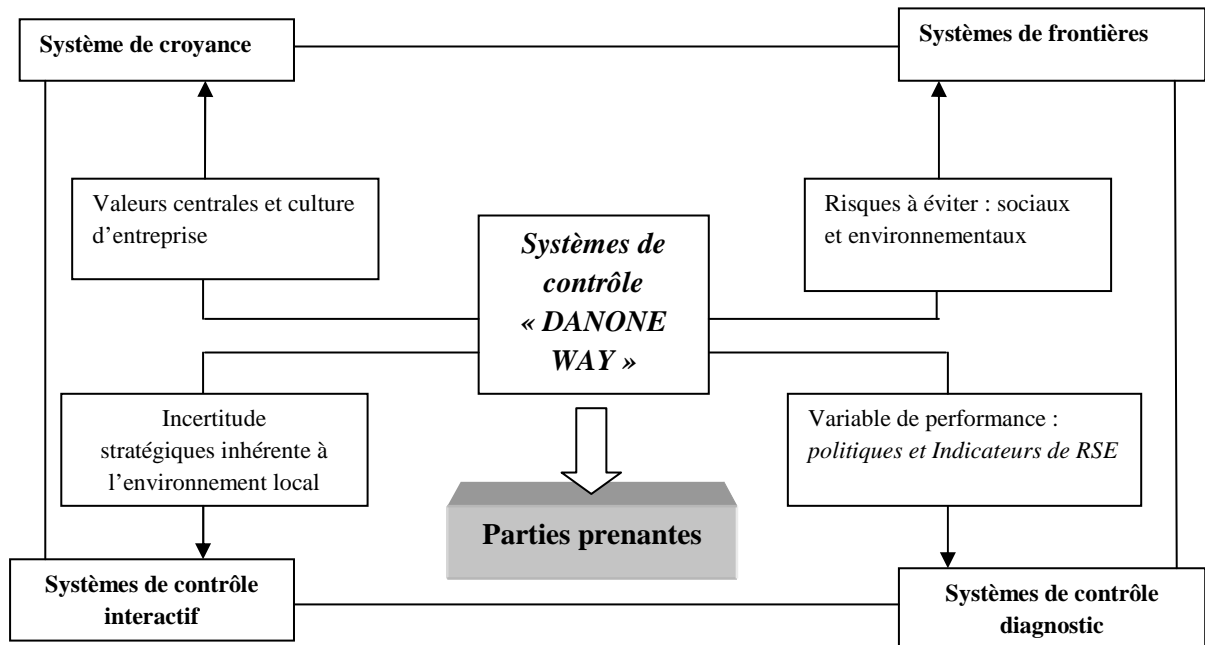 Système de croyance
Systèmes de frontières
Valeurs centrales et culture
d’entreprise
Risques à éviter : sociaux
et environnementaux
Systèmes de
contrôle
« DANONE
WAY »
Incertitude
stratégiques inhérente à
l’environnement local
Variable de performance :
politiques et Indicateurs de RSE
Parties prenantes
Systèmes de contrôle
interactif
Systèmes de contrôle
diagnostic